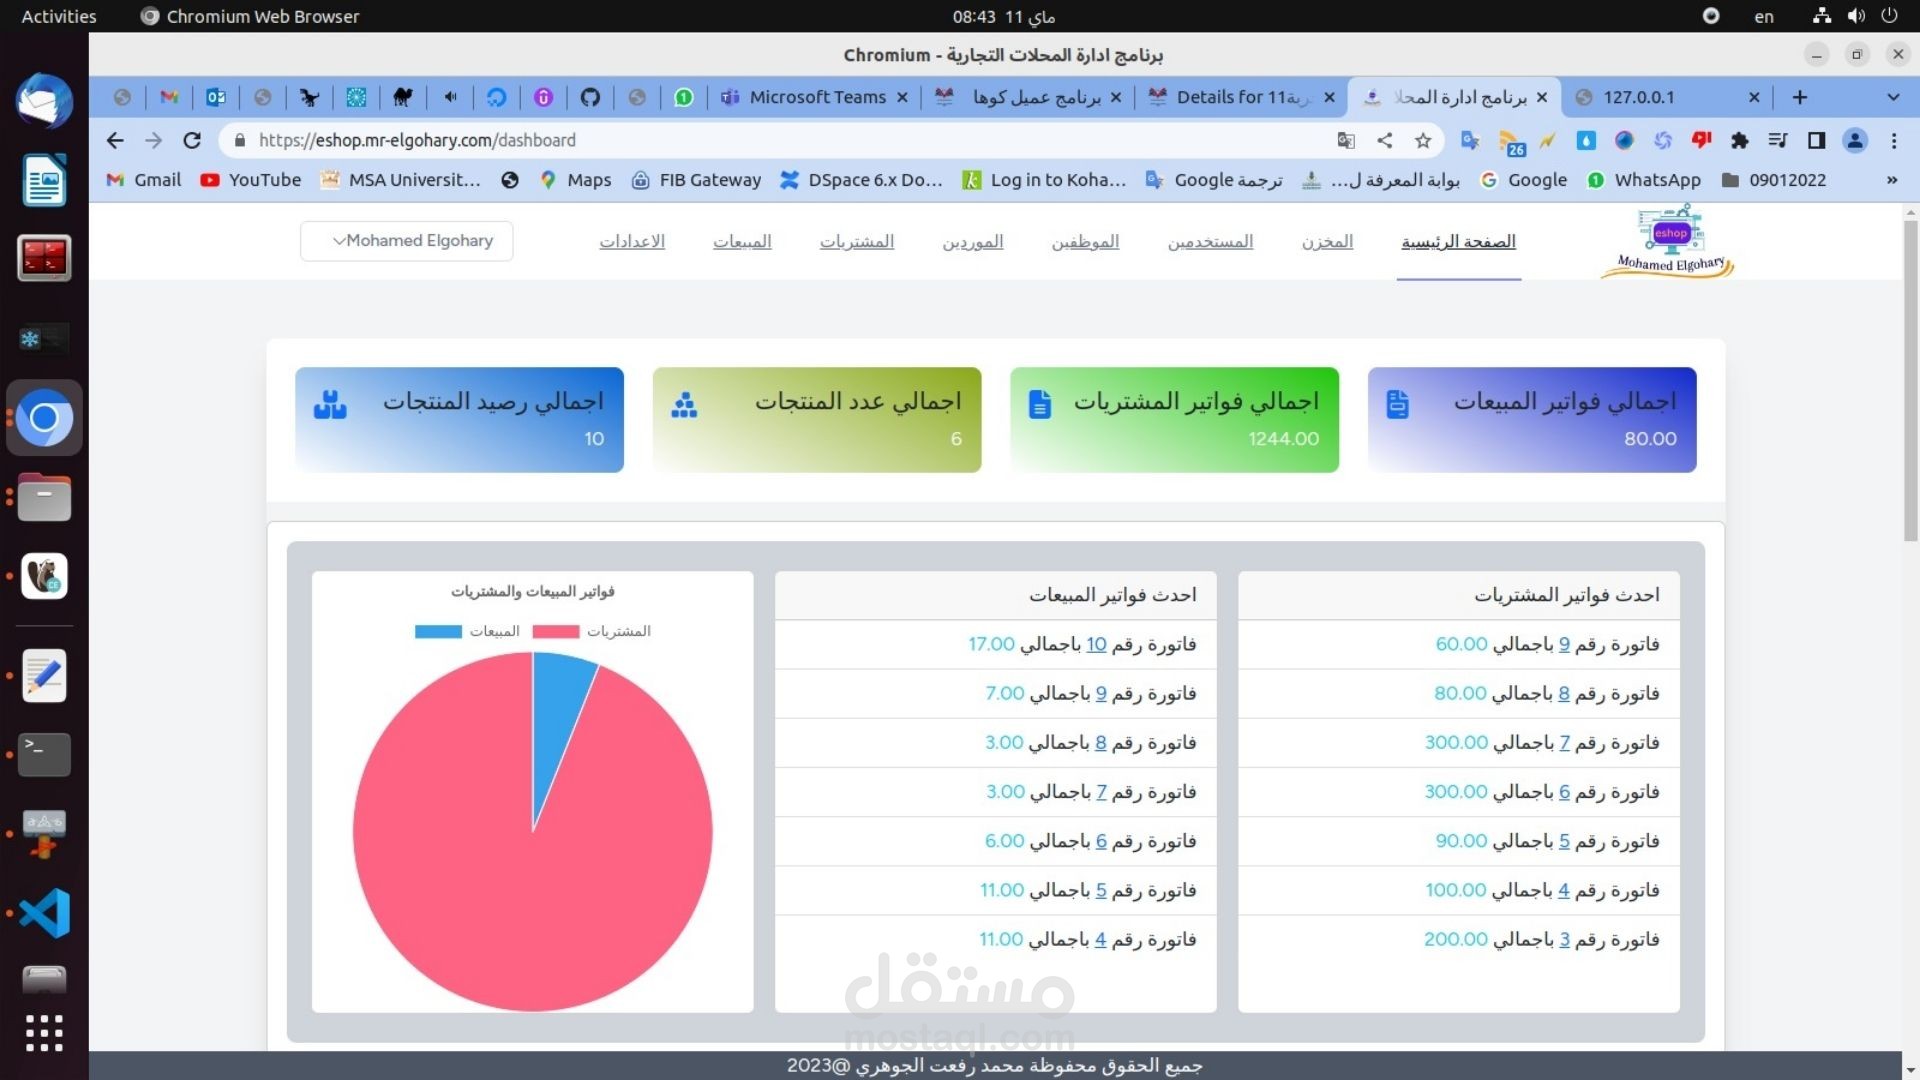 Activities
Chromium Web Browser
08:43 11 ماي
en
برنامج ادارة المحلات التجارية - Chromium
Microsoft Teams
برنامج عميل كوها
Details for 11
برنامج ادارة المحلا
127.0.0.1
https://eshop.mr-elgohary.com/dashboard
26
Gmail
YouTube
MSA Universit...
Maps
FIB Gateway
DSpace 6.x Do...
Log in to Koha...
ترجمة Google
بوابة المعرفة ل...
Google
WhatsApp
09012022
»
eshop
Mohamed Elgohary
الصفحة الرئيسية
المخزن
المستخدمين
الموظفين
الموردين
المشتريات
المبيعات
الاعدادات
Mohamed Elgohary
اجمالي فواتير المبيعات
80.00
اجمالي فواتير المشتريات
1244.00
اجمالي عدد المنتجات
6
اجمالي رصيد المنتجات
10
احدث فواتير المشتريات
فاتورة رقم 9 باجمالي 60.00
فاتورة رقم 8 باجمالي 80.00
فاتورة رقم 7 باجمالي 300.00
فاتورة رقم 6 باجمالي 300.00
فاتورة رقم 5 باجمالي 90.00
فاتورة رقم 4 باجمالي 100.00
فاتورة رقم 3 باجمالي 200.00
احدث فواتير المبيعات
فاتورة رقم 10 باجمالي 17.00
فاتورة رقم 9 باجمالي 7.00
فاتورة رقم 8 باجمالي 3.00
فاتورة رقم 7 باجمالي 3.00
فاتورة رقم 6 باجمالي 6.00
فاتورة رقم 5 باجمالي 11.00
فاتورة رقم 4 باجمالي 11.00
فواتير المبيعات والمشتريات
المشتريات
المبيعات
مستقل
mostaql.com
جميع الحقوق محفوظة محمد رفعت الجوهري @2023